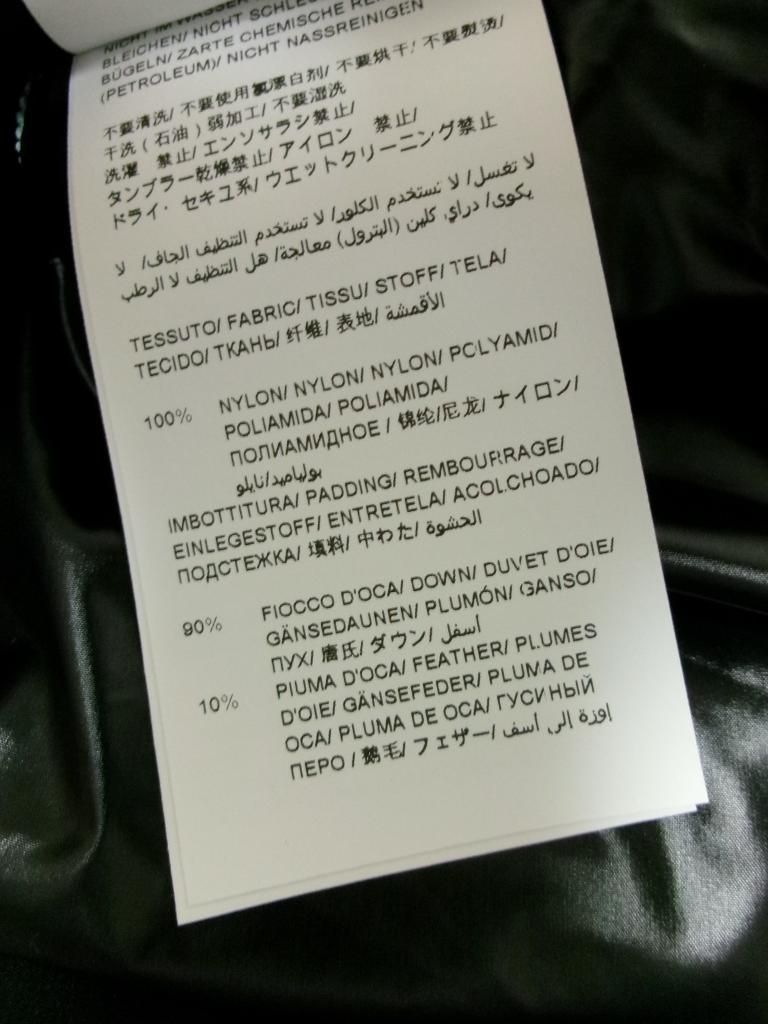 NICHT IM WASSER
BLEICHEN/ NICHT SCHLEU
BÜGELN/ ZARTE CHEMISCHE REI
(PETROLEUM)/ NICHT NASSREINIGEN
不要清洗/ 不要使用氯漂白剂/ 不要烘干/ 不要熨烫/
干洗 ( 石油 ) 弱加工/ 不要湿洗
洗濯 禁止/ エンソサラシ禁止/
タンブラー乾燥禁止/ アイロン 禁止/
ドライ・ セキユ系/ ウエットクリーニング禁止
لا تغسل/ لا تستخدم الكلور/ لا تستخدم التنظيف الجاف/ لا
يكوى/ دراي كلين (البترول) معالجة/ هل التنظيف لا الرطب
TESSUTO/ FABRIC/ TISSU/ STOFF/ TELA/
TECIDO/ ТКАНЬ/ 纤维/ 表地/ الأقمشة
100% NYLON/ NYLON/ NYLON/ POLYAMID/
POLIAMIDA/ POLIAMIDA/
ПОЛИАМИДНОЕ / 锦纶/尼龙/ ナイロン/
بولياميد/نايلو
IMBOTTITURA/ PADDING/ REMBOURRAGE/
EINLEGESTOFF/ ENTRETELA/ ACOLCHOADO/
ПОДСТЕЖКА/ 填料/ 中わた/ الحشوة
90% FIOCCO D'OCA/ DOWN/ DUVET D'OIE/
GÄNSEDAUNEN/ PLUMÓN/ GANSO/
ПУХ/ 唐氏/ ダウン/ أسفل
10% PIUMA D'OCA/ FEATHER/ PLUMES
D'OIE/ GÄNSEFEDER/ PLUMA DE
OCA/ PLUMA DE OCA/ ГУСИНЫЙ
ПЕРО / 鹅毛/ フェザー/ إوزة إلى أسف